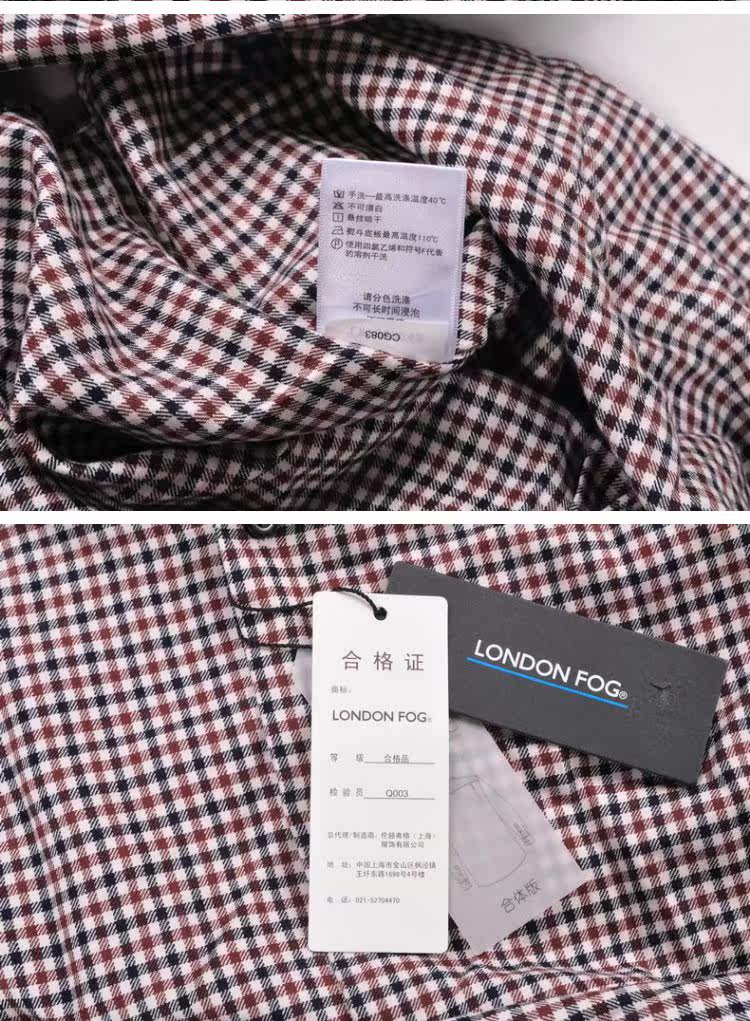 手洗—最高洗涤温度40℃
不可漂白
悬挂晾干
熨斗底板最高温度110℃
使用四氯乙烯和符号F代表
的溶剂干洗
请分色洗涤
不可长时间浸泡
CG083
LONDON FOG®
合格证
商标:
LONDON FOG®
等 级 合格品
检验员 Q003
总代理/制造商: 伦顿弗格(上海)
服饰有限公司
地 址: 中国上海市金山区枫泾镇
王圩东路1698号4号楼
电 话: 021-52704470
合体版